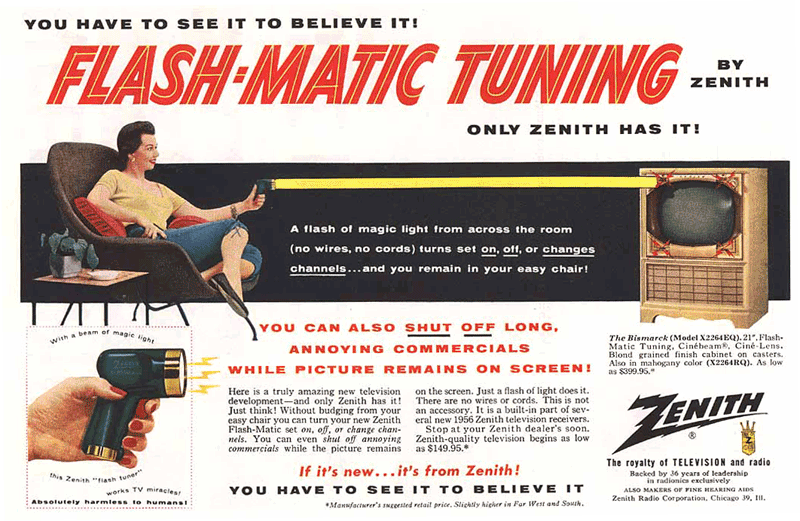 YOU HAVE TO SEE IT TO BELIEVE IT!
FLASH-MATIC TUNING
BY
ZENITH
ONLY ZENITH HAS IT!
A flash of magic light from across the room
(no wires, no cords) turns set on, off, or changes
channels...and you remain in your easy chair!
YOU CAN ALSO SHUT OFF LONG,
ANNOYING COMMERCIALS
WHILE PICTURE REMAINS ON SCREEN!
With a beam of magic light
ZENITH
this Zenith "flash tuner"
works TV miracles!
Absolutely harmless to humans!
Here is a truly amazing new television
development—and only Zenith has it!
Just think! Without budging from your
easy chair you can turn your new Zenith
Flash-Matic set on, off, or change chan-
nels. You can even shut off annoying
commercials while the picture remains
on the screen. Just a flash of light does it.
There are no wires or cords. This is not
an accessory. It is a built-in part of sev-
eral new 1956 Zenith television receivers.
Stop at your Zenith dealer's soon.
Zenith-quality television begins as low
as $149.95.*
If it's new...it's from Zenith!
YOU HAVE TO SEE IT TO BELIEVE IT
*Manufacturer's suggested retail price. Slightly higher in Far West and South.
The Bismarck (Model X2264EQ). 21", Flash-
Matic Tuning, Cinébeam®, Ciné-Lens.
Blond grained finish cabinet on casters.
Also in mahogany color (X2264RQ). As low
as $399.95.*
ZENITH
®
The royalty of TELEVISION and radio
Backed by 36 years of leadership
in radionics exclusively
ALSO MAKERS OF FINE HEARING AIDS
Zenith Radio Corporation, Chicago 39, Ill.